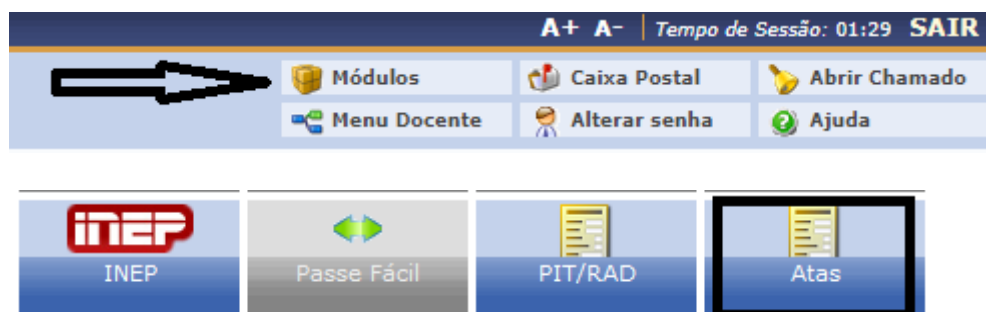 A+ A- | Tempo de Sessão: 01:29 SAIR
Módulos Caixa Postal Abrir Chamado
Menu Docente Alterar senha Ajuda
INEP
INEP Passe Fácil PIT/RAD Atas